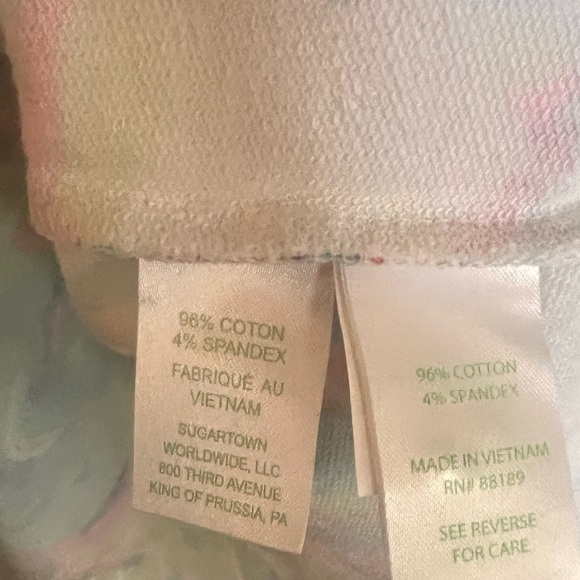 96% COTON
4% SPANDEX
FABRIQUÉ AU
VIETNAM
SUGARTOWN
WORLDWIDE, LLC
800 THIRD AVENUE
KING OF PRUSSIA, PA
96% COTTON
4% SPANDEX
MADE IN VIETNAM
RN# 88189
SEE REVERSE
FOR CARE